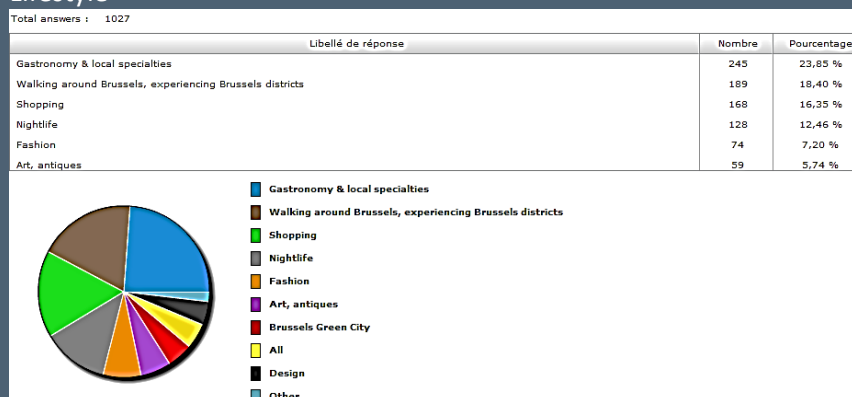 Lifestyle
Total answers : 1027
Libellé de réponse Nombre Pourcentage
Gastronomy & local specialties 245 23,85 %
Walking around Brussels, experiencing Brussels districts 189 18,40 %
Shopping 168 16,35 %
Nightlife 128 12,46 %
Fashion 74 7,20 %
Art, antiques 59 5,74 %
Gastronomy & local specialties
Walking around Brussels, experiencing Brussels districts
Shopping
Nightlife
Fashion
Art, antiques
Brussels Green City
All
Design
Other